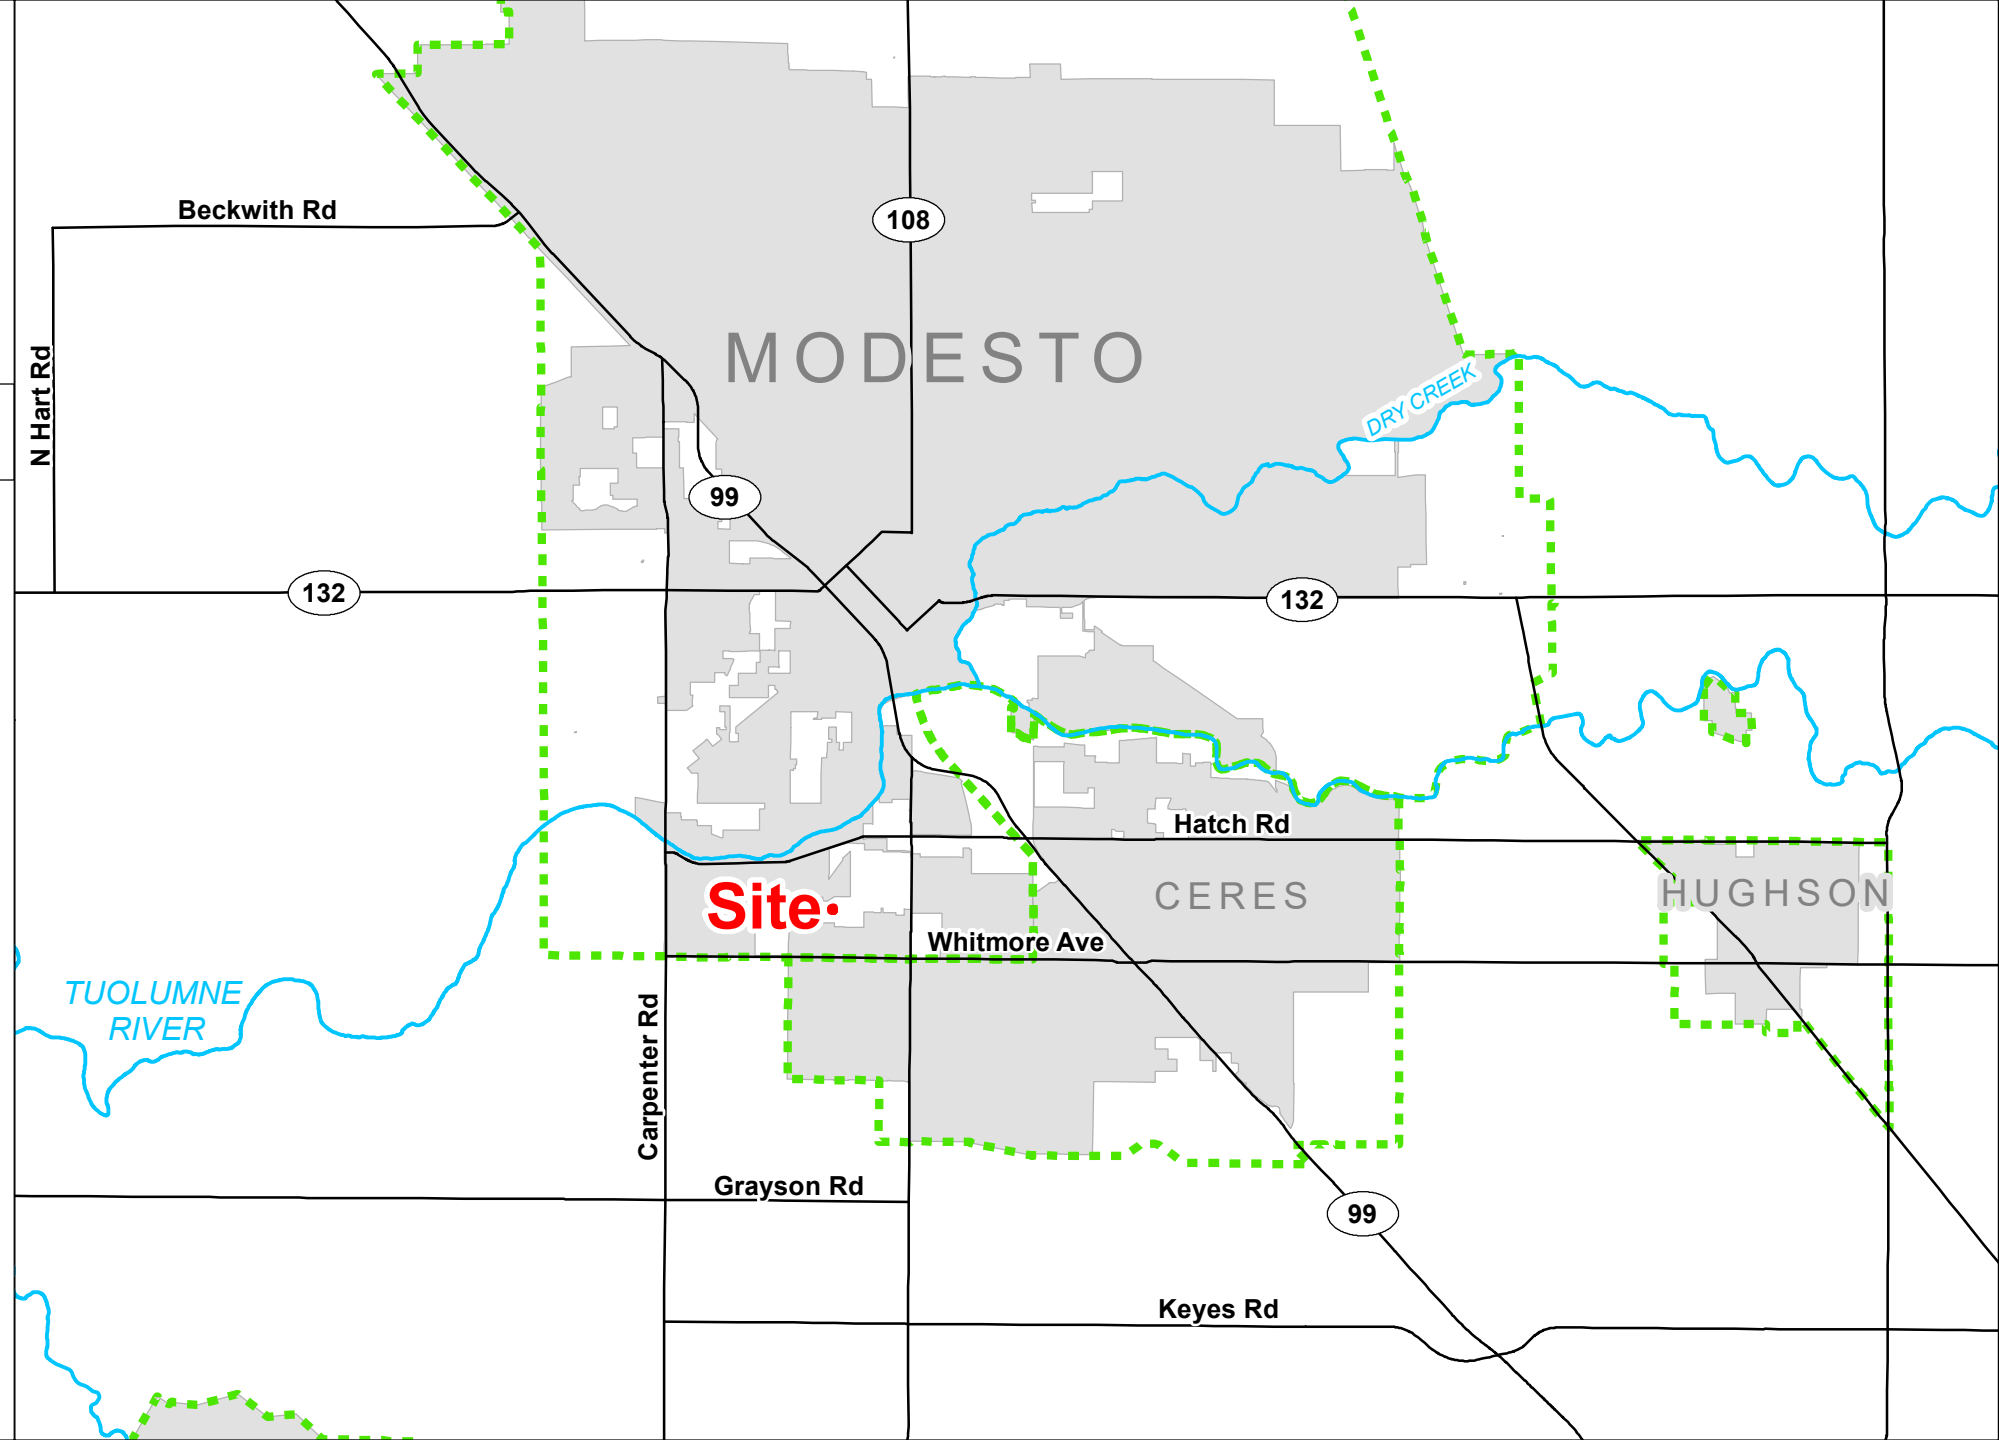 Beckwith Rd
108
MODESTO
N Hart Rd
DRY CREEK
99
132
132
Hatch Rd
Site
CERES
HUGHSON
Whitmore Ave
TUOLUMNE
RIVER
Carpenter Rd
Grayson Rd
99
Keyes Rd